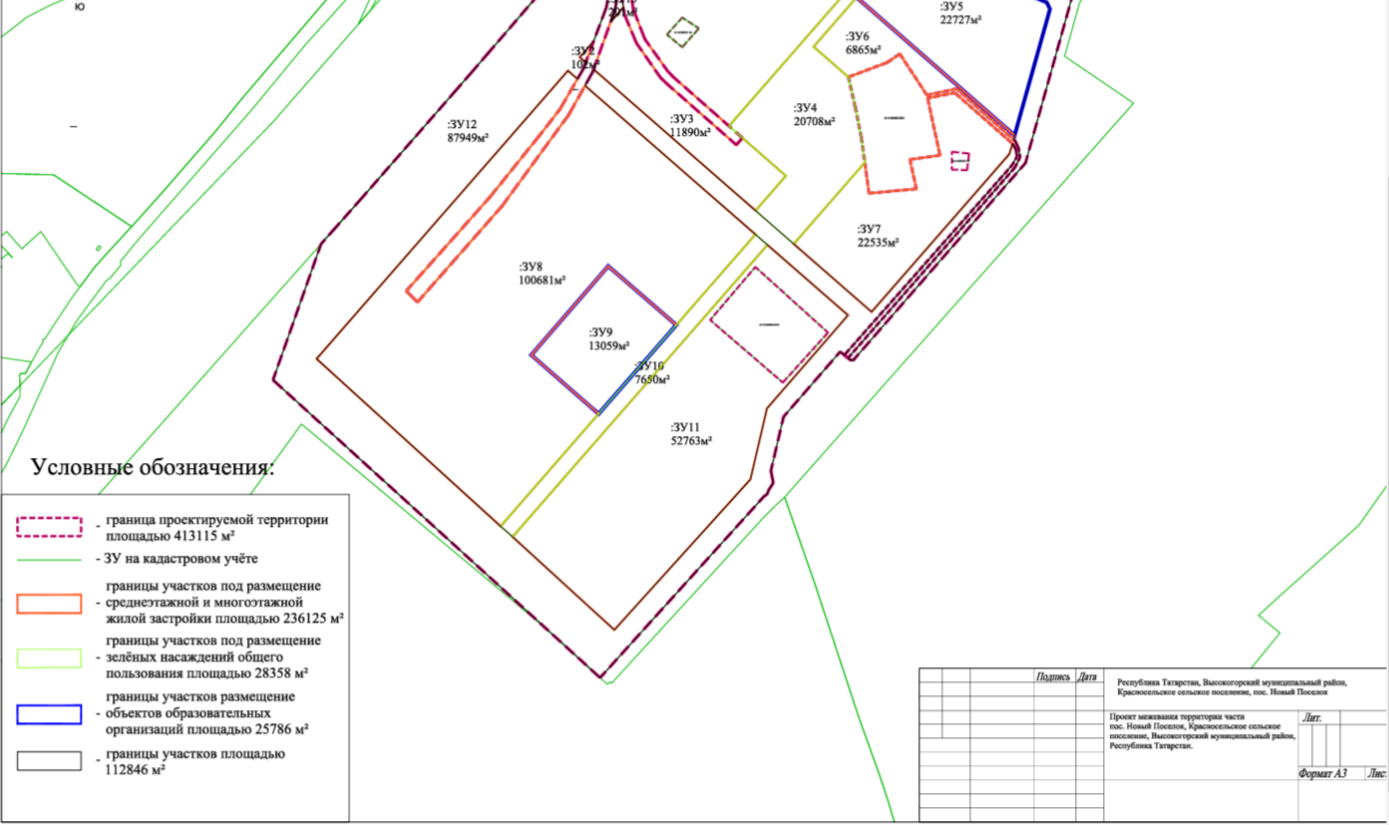 Ю
:ЗУ5
22727м²
:ЗУ6
6865м²
:ЗУ2
102м²
:ЗУ4
20708м²
:ЗУ3
11890м²
:ЗУ12
87949м²
:ЗУ7
22535м²
:ЗУ8
100681м²
:ЗУ9
13059м²
:ЗУ10
7650м²
:ЗУ11
52763м²
Условные обозначения:
- граница проектируемой территории
площадью 413115 м²
- ЗУ на кадастровом учёте
границы участков под размещение
- среднеэтажной и многоэтажной
жилой застройки площадью 236125 м²
границы участков под размещение
- зелёных насаждений общего
пользования площадью 28358 м²
границы участков размещение
- объектов образовательных
организаций площадью 25786 м²
- границы участков площадью
112846 м²
Подпись Дата
Республика Татарстан, Высокогорский муниципальный район,
Красносельское сельское поселение, пос. Новый Поселок
Проект межевания территории части
пос. Новый Поселок, Красносельское сельское
поселение, Высокогорский муниципальный район,
Республика Татарстан.
Лит.
Формат А3 Лис